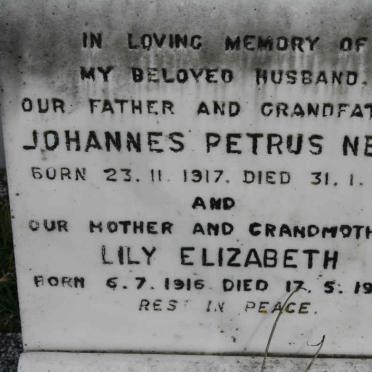 IN LOVING MEMORY OF
MY BELOVED HUSBAND.
OUR FATHER AND GRANDFAT
JOHANNES PETRUS NE
BORN 23.11.1917. DIED 31.1.
AND
OUR MOTHER AND GRANDMOTH
LILY ELIZABETH
BORN 6.7.1916 DIED 17.5.19
REST IN PEACE.